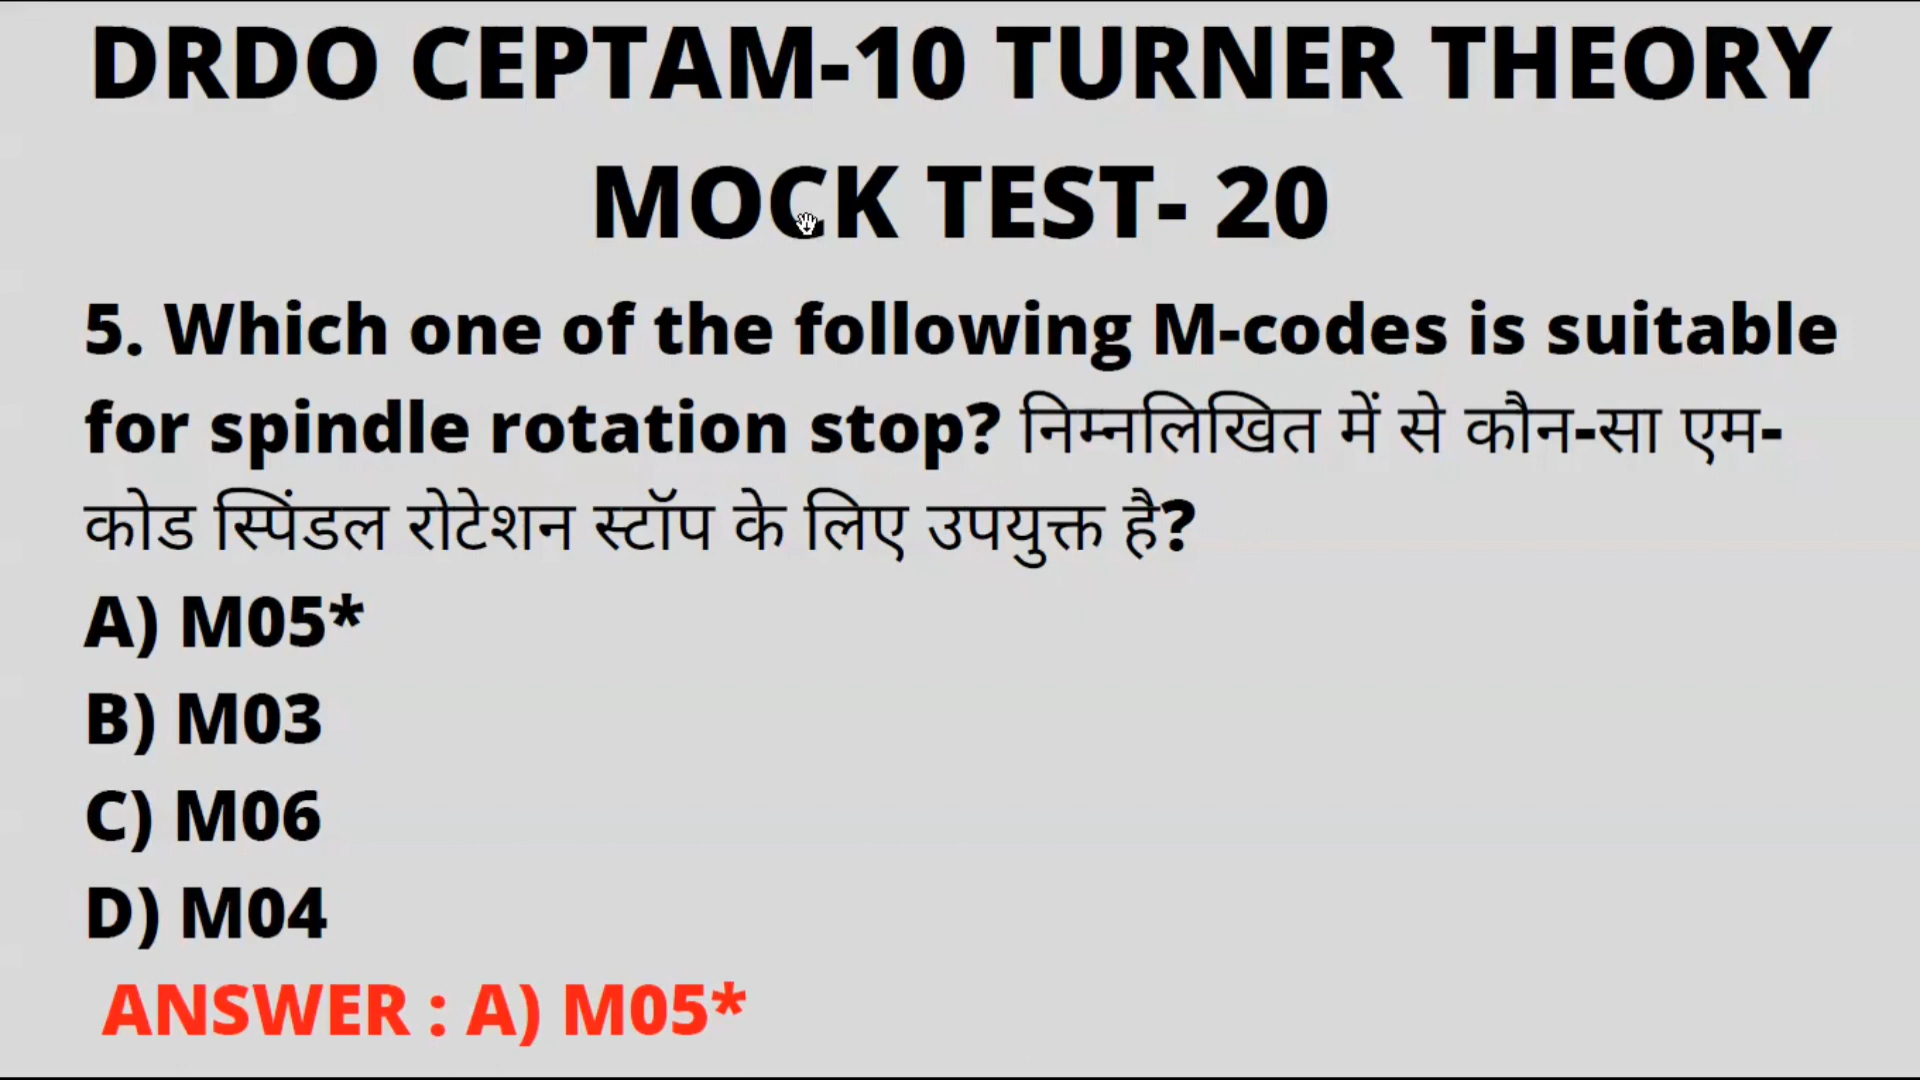 DRDO CEPTAM-10 TURNER THEORY
MOCK TEST- 20
5. Which one of the following M-codes is suitable
for spindle rotation stop? निम्नलिखित में से कौन-सा एम-
कोड स्पिंडल रोटेशन स्टॉप के लिए उपयुक्त है?
A) M05*
B) M03
C) M06
D) M04
ANSWER : A) M05*